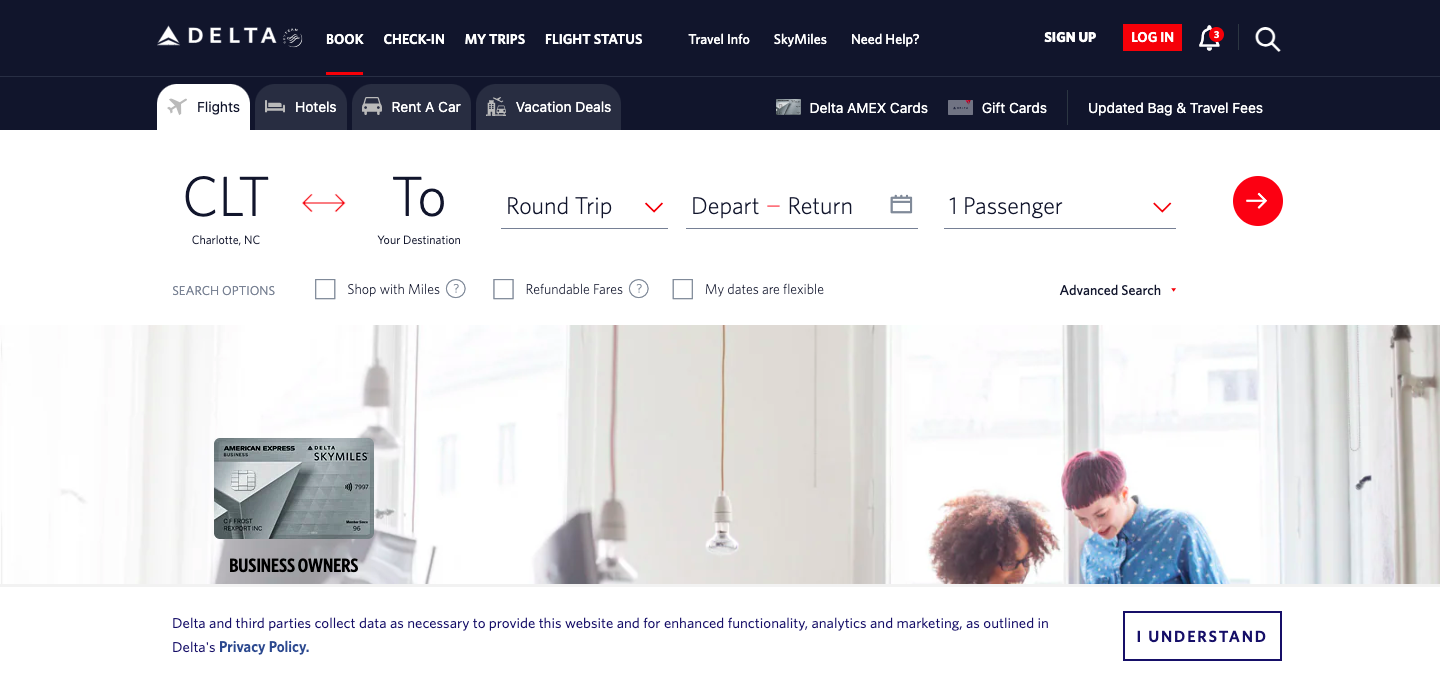 DELTA
BOOK CHECK-IN MY TRIPS FLIGHT STATUS Travel Info SkyMiles Need Help? SIGN UP LOG IN 3
Flights Hotels Rent A Car Vacation Deals Delta AMEX Cards Gift Cards Updated Bag & Travel Fees
CLT To Round Trip Depart – Return 1 Passenger
Charlotte, NC Your Destination
SEARCH OPTIONS Shop with Miles ? Refundable Fares ? My dates are flexible Advanced Search
AMERICAN EXPRESS DELTA
BUSINESS SKYMILES
7997
C F FROST
REXPORT INC 96
BUSINESS OWNERS
Delta and third parties collect data as necessary to provide this website and for enhanced functionality, analytics and marketing, as outlined in
Delta's Privacy Policy.
I UNDERSTAND